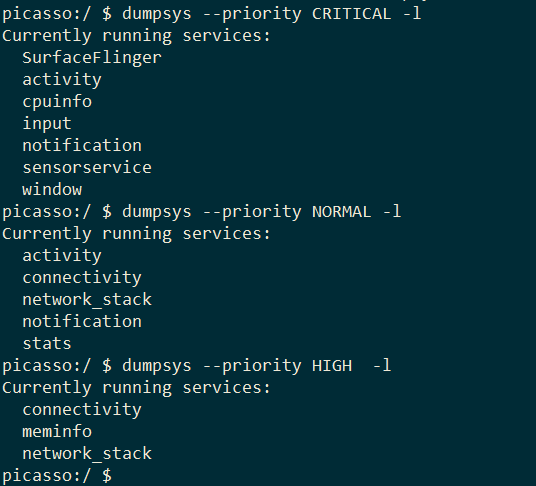 picasso:/ $ dumpsys --priority CRITICAL -l
Currently running services:
  SurfaceFlinger
  activity
  cpuinfo
  input
  notification
  sensorservice
  window
picasso:/ $ dumpsys --priority NORMAL -l
Currently running services:
  activity
  connectivity
  network_stack
  notification
  stats
picasso:/ $ dumpsys --priority HIGH  -l
Currently running services:
  connectivity
  meminfo
  network_stack
picasso:/ $